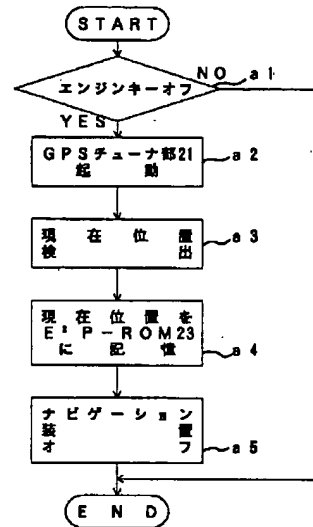 START
エンジンキーオフ
NO
a1
YES
GPSチューナ部21
起動
a2
現在位置
検出
a3
現在位置を
E²P-ROM23
に記憶
a4
ナビゲーション
装置
オフ
a5
END